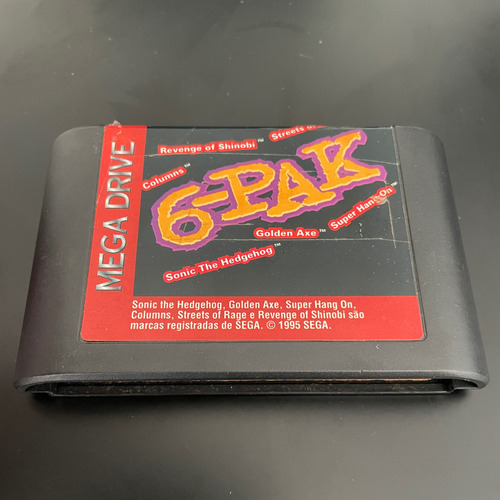 MEGA DRIVE
Revenge of Shinobi™
Streets of
Columns™
6-PAK
Super Hang On™
Golden Axe™
Sonic The Hedgehog™
Sonic the Hedgehog, Golden Axe, Super Hang On,
Columns, Streets of Rage e Revenge of Shinobi são
marcas registradas de SEGA. © 1995 SEGA.